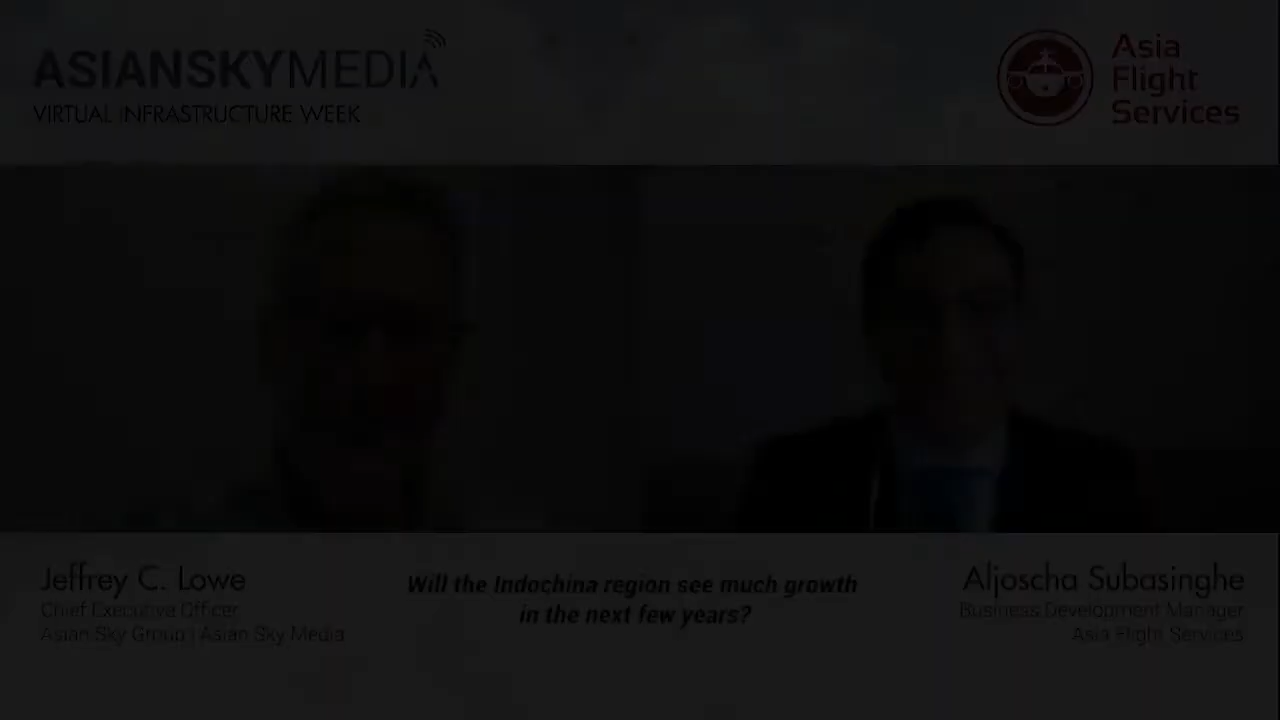 ASIANSKYMEDIA
VIRTUAL INFRASTRUCTURE WEEK
Asia
Flight
Services
Jeffrey C. Lowe
Chief Executive Officer
Asian Sky Group | Asian Sky Media
Will the Indochina region see much growth
in the next few years?
Aljoscha Subasinghe
Business Development Manager
Asia Flight Services